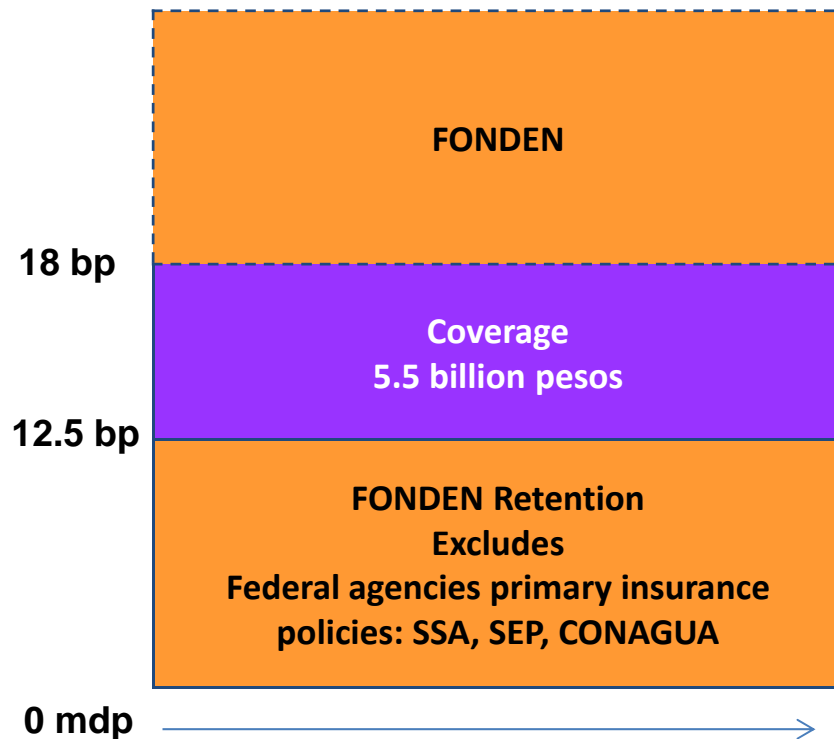 FONDEN
18 bp
Coverage
5.5 billion pesos
12.5 bp
FONDEN Retention
Excludes
Federal agencies primary insurance
policies: SSA, SEP, CONAGUA
0 mdp